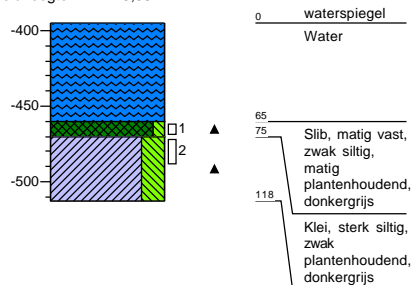 0 waterspiegel
-400
Water
-450
65
1
75 Slib, matig vast,
zwak siltig,
2
matig
plantenhoudend,
-500
donkergrijs
118
Klei, sterk siltig,
zwak
plantenhoudend,
donkergrijs